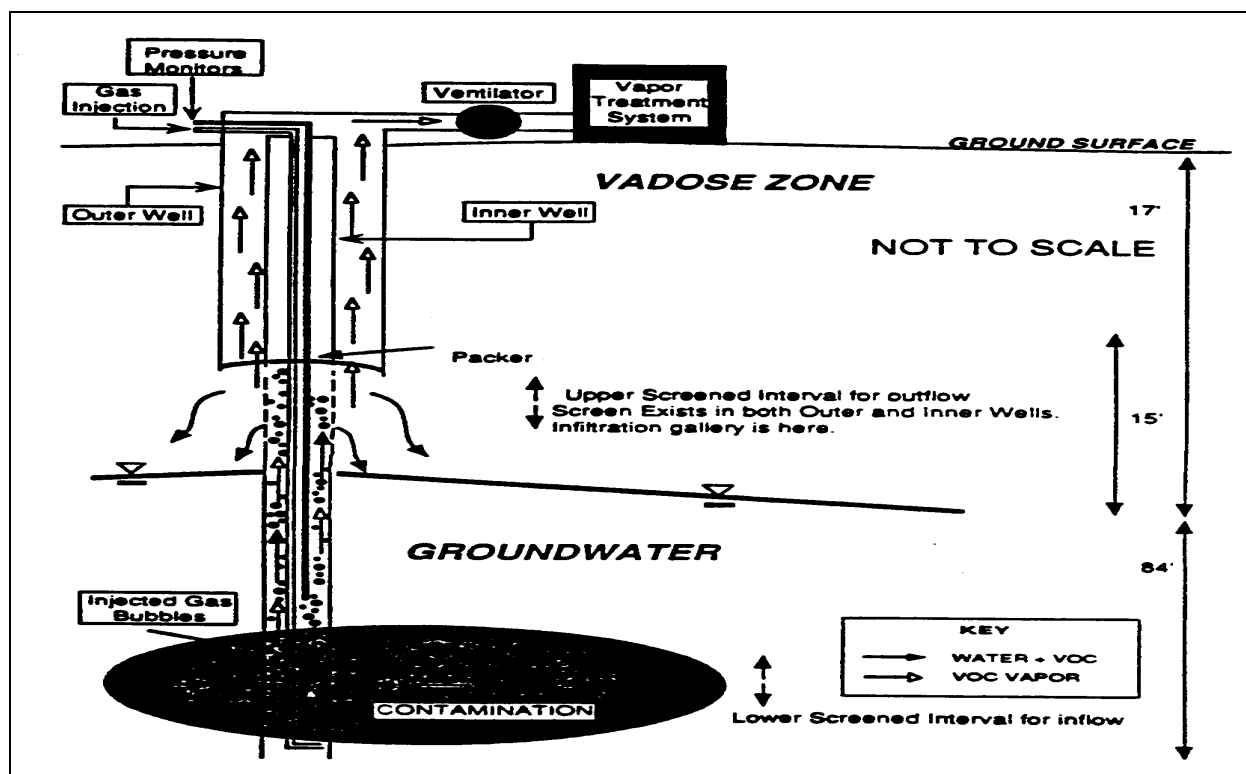 Pressure
Monitors
Gas
Injection
Ventilator
Vapor
Treatment
System
GROUND SURFACE
VADOSE ZONE
Outer Well
Inner Well
17'
NOT TO SCALE
Packer
Upper Screened Interval for outflow
Screen Exists in both Outer and Inner Wells.
Infiltration gallery is here.
15'
GROUNDWATER
84'
Injected Gas
Bubbles
KEY
WATER + VOC
VOC VAPOR
CONTAMINATION
Lower Screened Interval for inflow